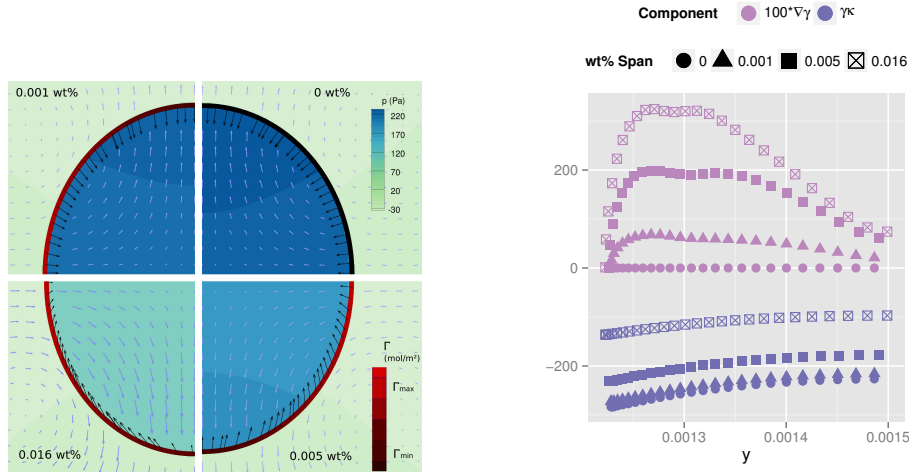 Component 100*∇γ γκ
wt% Span 0 0.001 0.005 0.016
0.001 wt%
0 wt%
p (Pa)
220
170
120
70
20
-30
Γ
(mol/m²)
Γmax
Γmin
0.016 wt%
0.005 wt%
200
0
−200
0.0013 0.0014 0.0015
y